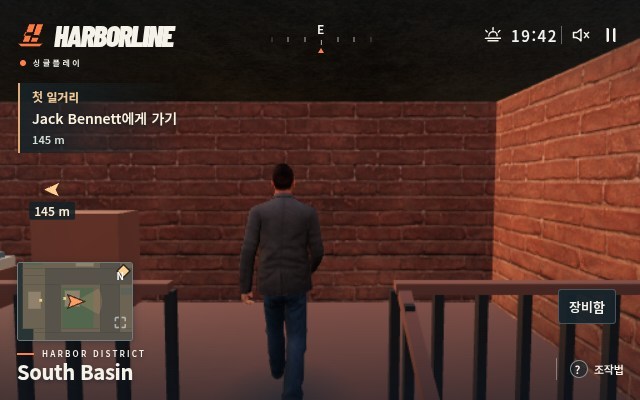 HARBORLINE
싱글플레이
E
19:42
첫 일거리
Jack Bennett에게 가기
145 m
145 m
N
장비함
HARBOR DISTRICT
South Basin
? 조작법